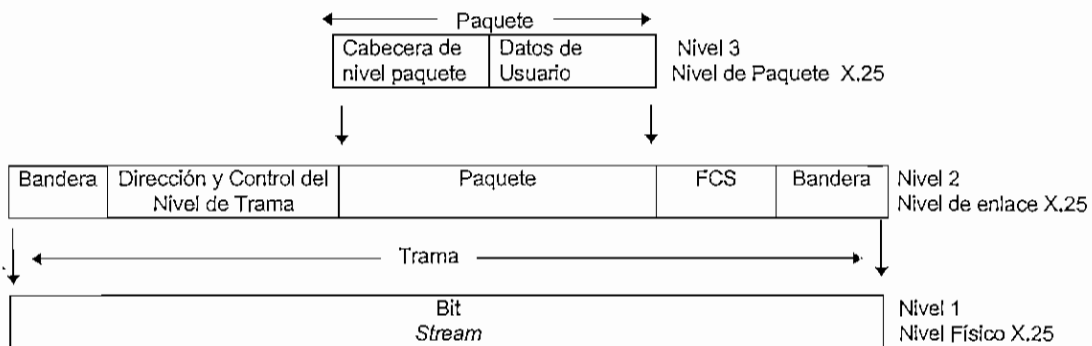 Paquete
Cabecera de
nivel paquete
Datos de
Usuario
Nivel 3
Nivel de Paquete X.25
Bandera
Dirección y Control del
Nivel de Trama
Paquete
FCS
Bandera
Nivel 2
Nivel de enlace X.25
Trama
Bit
Stream
Nivel 1
Nivel Físico X.25